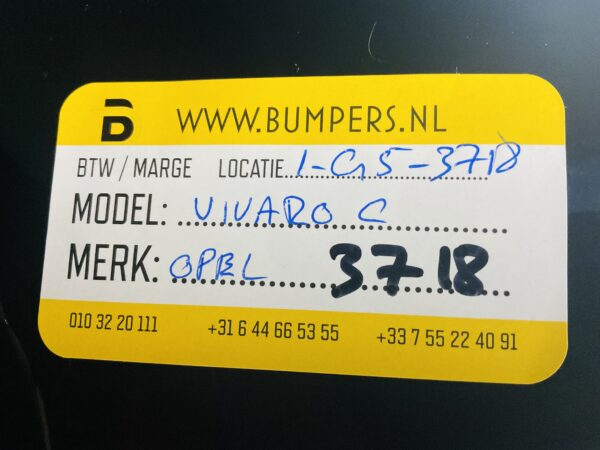 B WWW.BUMPERS.NL
BTW / MARGE LOCATIE 1-G5-3718
MODEL: VIVARO C
MERK: OPEL 3718
010 32 20 111 +31 6 44 66 53 55 +33 7 55 22 40 91